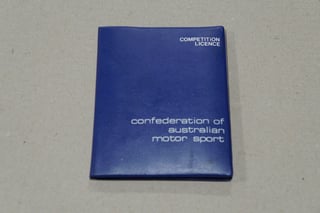 COMPETITION
LICENCE
confederation of
australian
motor sport